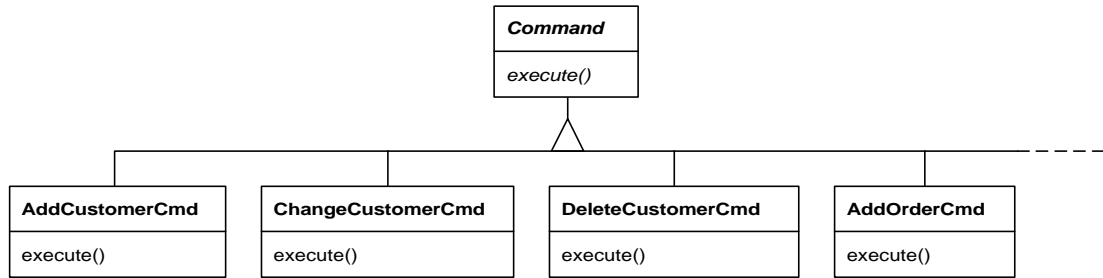 Command
execute()
AddCustomerCmd
execute()
ChangeCustomerCmd
execute()
DeleteCustomerCmd
execute()
AddOrderCmd
execute()